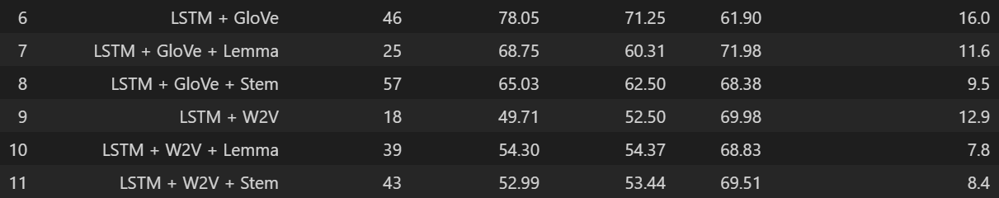 6 LSTM + GloVe 46 78.05 71.25 61.90 16.0
7 LSTM + GloVe + Lemma 25 68.75 60.31 71.98 11.6
8 LSTM + GloVe + Stem 57 65.03 62.50 68.38 9.5
9 LSTM + W2V 18 49.71 52.50 69.98 12.9
10 LSTM + W2V + Lemma 39 54.30 54.37 68.83 7.8
11 LSTM + W2V + Stem 43 52.99 53.44 69.51 8.4